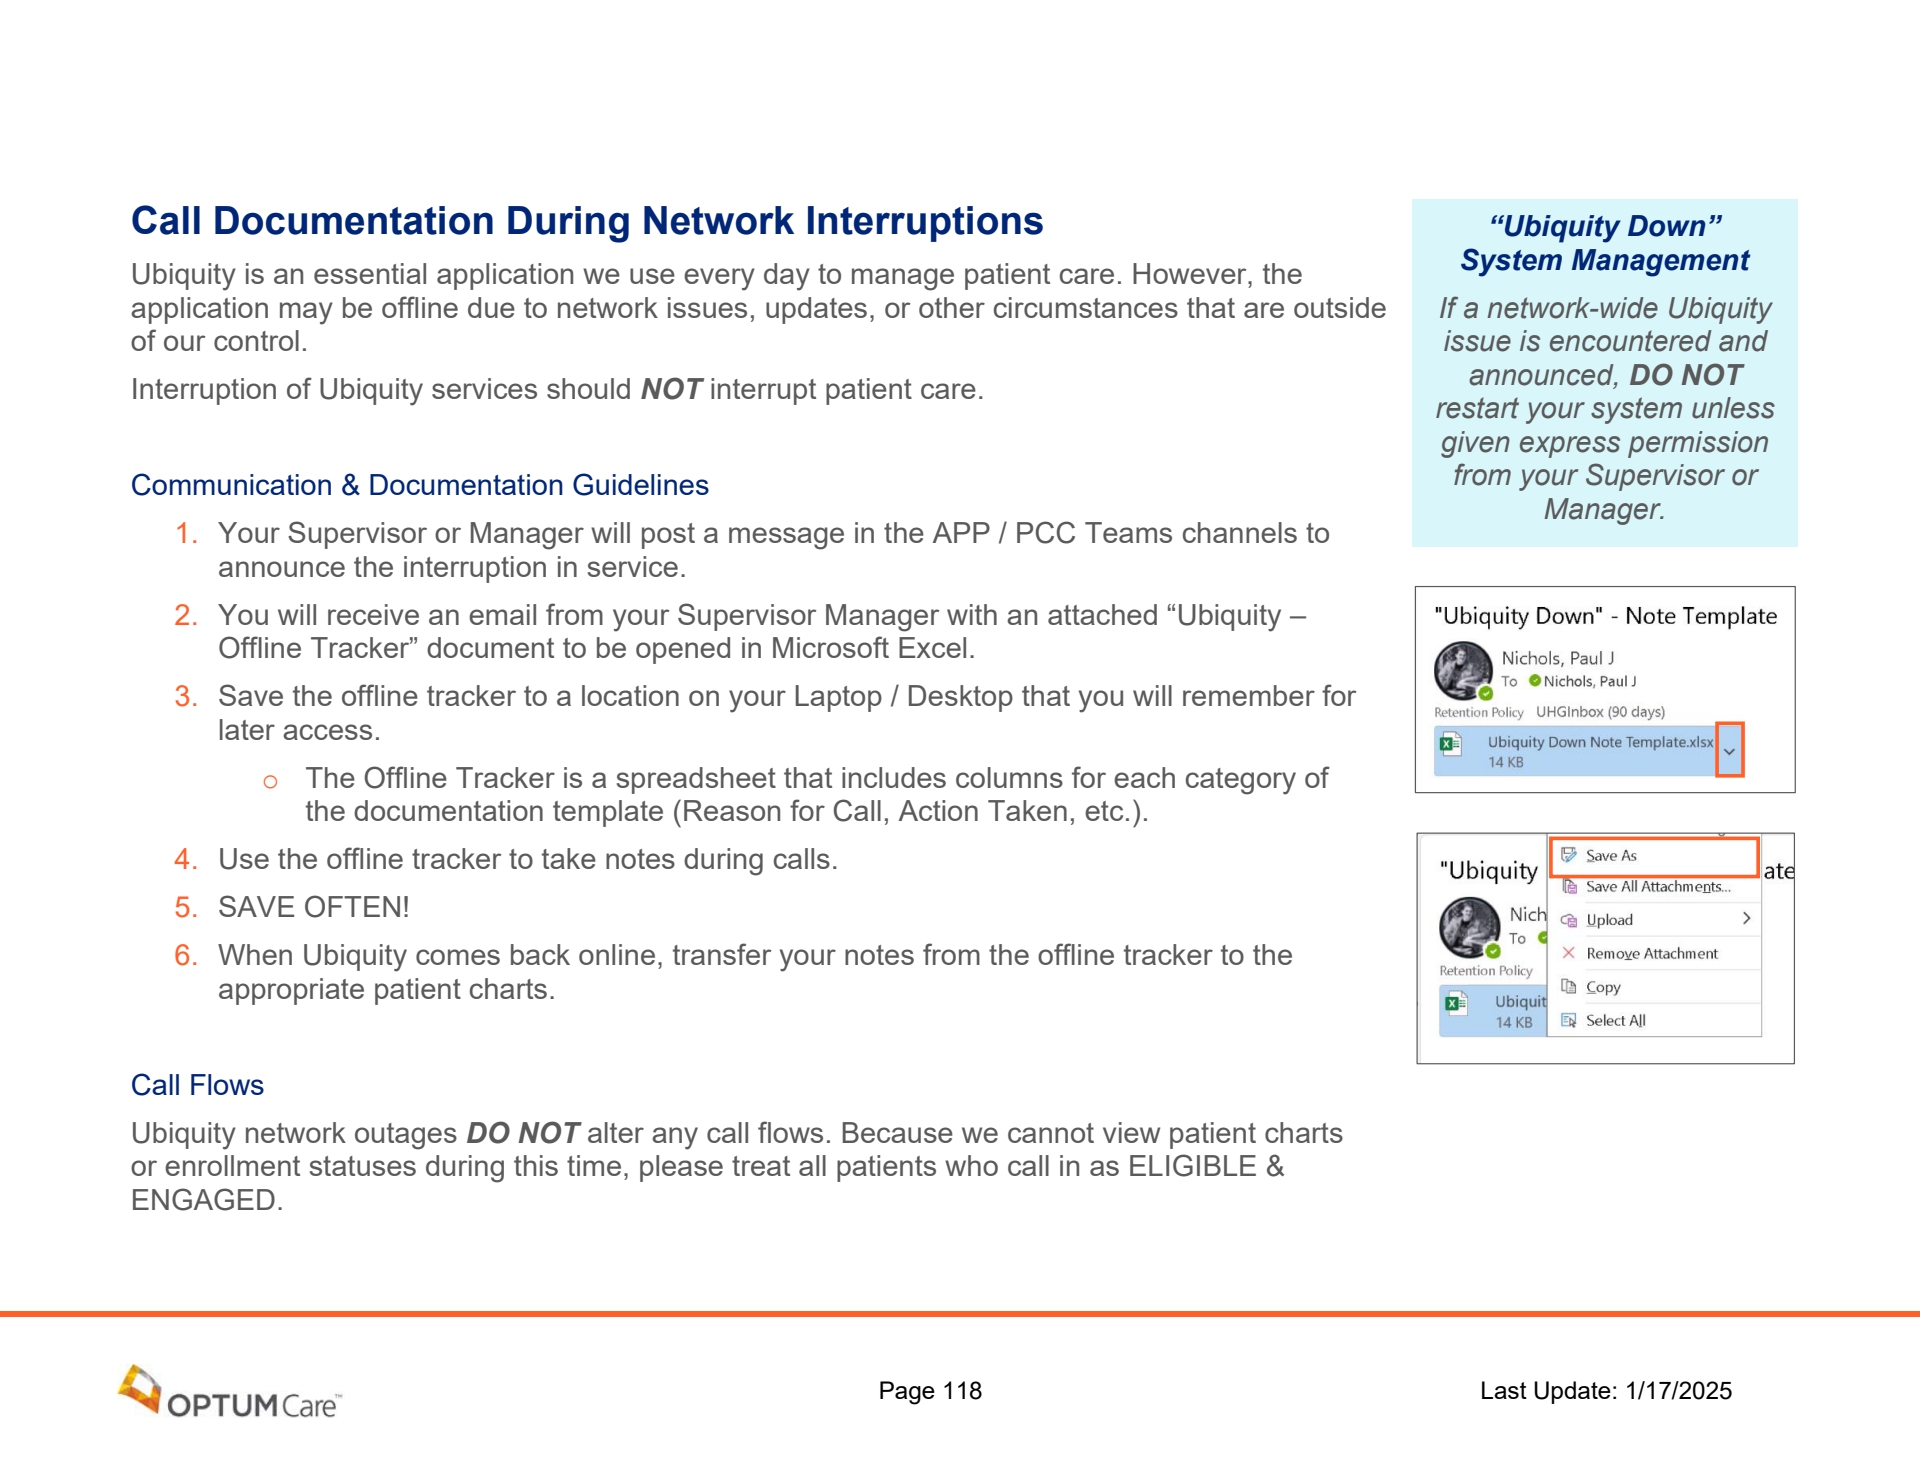 Call Documentation During Network Interruptions
Ubiquity is an essential application we use every day to manage patient care. However, the
application may be offline due to network issues, updates, or other circumstances that are outside
of our control.
Interruption of Ubiquity services should NOT interrupt patient care.
Communication & Documentation Guidelines
1. Your Supervisor or Manager will post a message in the APP / PCC Teams channels to
announce the interruption in service.
2. You will receive an email from your Supervisor Manager with an attached “Ubiquity –
Offline Tracker” document to be opened in Microsoft Excel.
3. Save the offline tracker to a location on your Laptop / Desktop that you will remember for
later access.
o The Offline Tracker is a spreadsheet that includes columns for each category of
the documentation template (Reason for Call, Action Taken, etc.).
4. Use the offline tracker to take notes during calls.
5. SAVE OFTEN!
6. When Ubiquity comes back online, transfer your notes from the offline tracker to the
appropriate patient charts.
Call Flows
Ubiquity network outages DO NOT alter any call flows. Because we cannot view patient charts
or enrollment statuses during this time, please treat all patients who call in as ELIGIBLE &
ENGAGED.
“Ubiquity Down”
System Management
If a network-wide Ubiquity
issue is encountered and
announced, DO NOT
restart your system unless
given express permission
from your Supervisor or
Manager.
"Ubiquity Down" - Note Template
Nichols, Paul J
To Nichols, Paul J
Retention Policy UHGInbox (90 days)
Ubiquity Down Note Template.xlsx
14 KB
"Ubiquity ate
Nich
To
Retention Policy
Ubiquit
14 KB
Save As
Save All Attachments...
Upload
Remove Attachment
Copy
Select All
OPTUM Care™
Page 118
Last Update: 1/17/2025